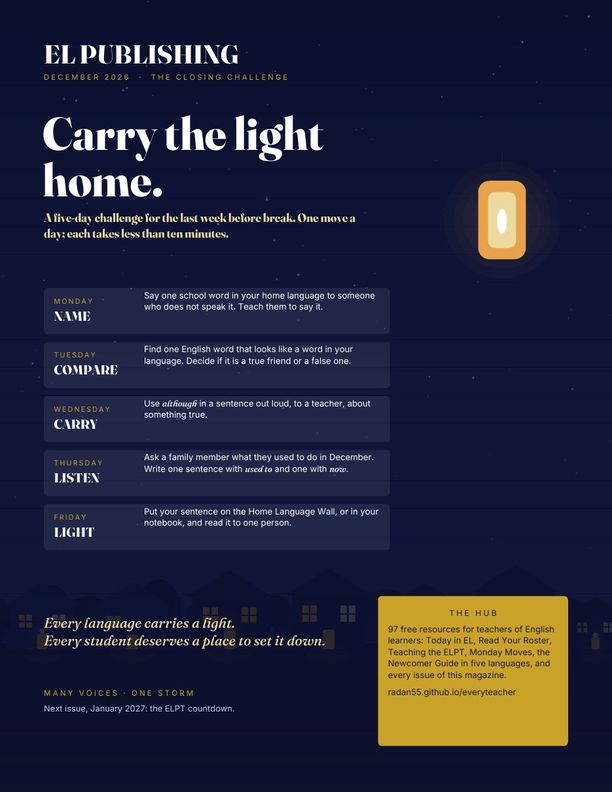 EL PUBLISHING
DECEMBER 2026 · THE CLOSING CHALLENGE
Carry the light
home.
A five-day challenge for the last week before break. One move a
day; each takes less than ten minutes.
MONDAY
NAME
Say one school word in your home language to someone
who does not speak it. Teach them to say it.
TUESDAY
COMPARE
Find one English word that looks like a word in your
language. Decide if it is a true friend or a false one.
WEDNESDAY
CARRY
Use although in a sentence out loud, to a teacher, about
something true.
THURSDAY
LISTEN
Ask a family member what they used to do in December.
Write one sentence with used to and one with now.
FRIDAY
LIGHT
Put your sentence on the Home Language Wall, or in your
notebook, and read it to one person.
Every language carries a light.
Every student deserves a place to set it down.
MANY VOICES · ONE STORM
Next issue, January 2027: the ELPT countdown.
THE HUB
97 free resources for teachers of English
learners: Today in EL, Read Your Roster,
Teaching the ELPT, Monday Moves, the
Newcomer Guide in five languages, and
every issue of this magazine.
radan55.github.io/everyteacher